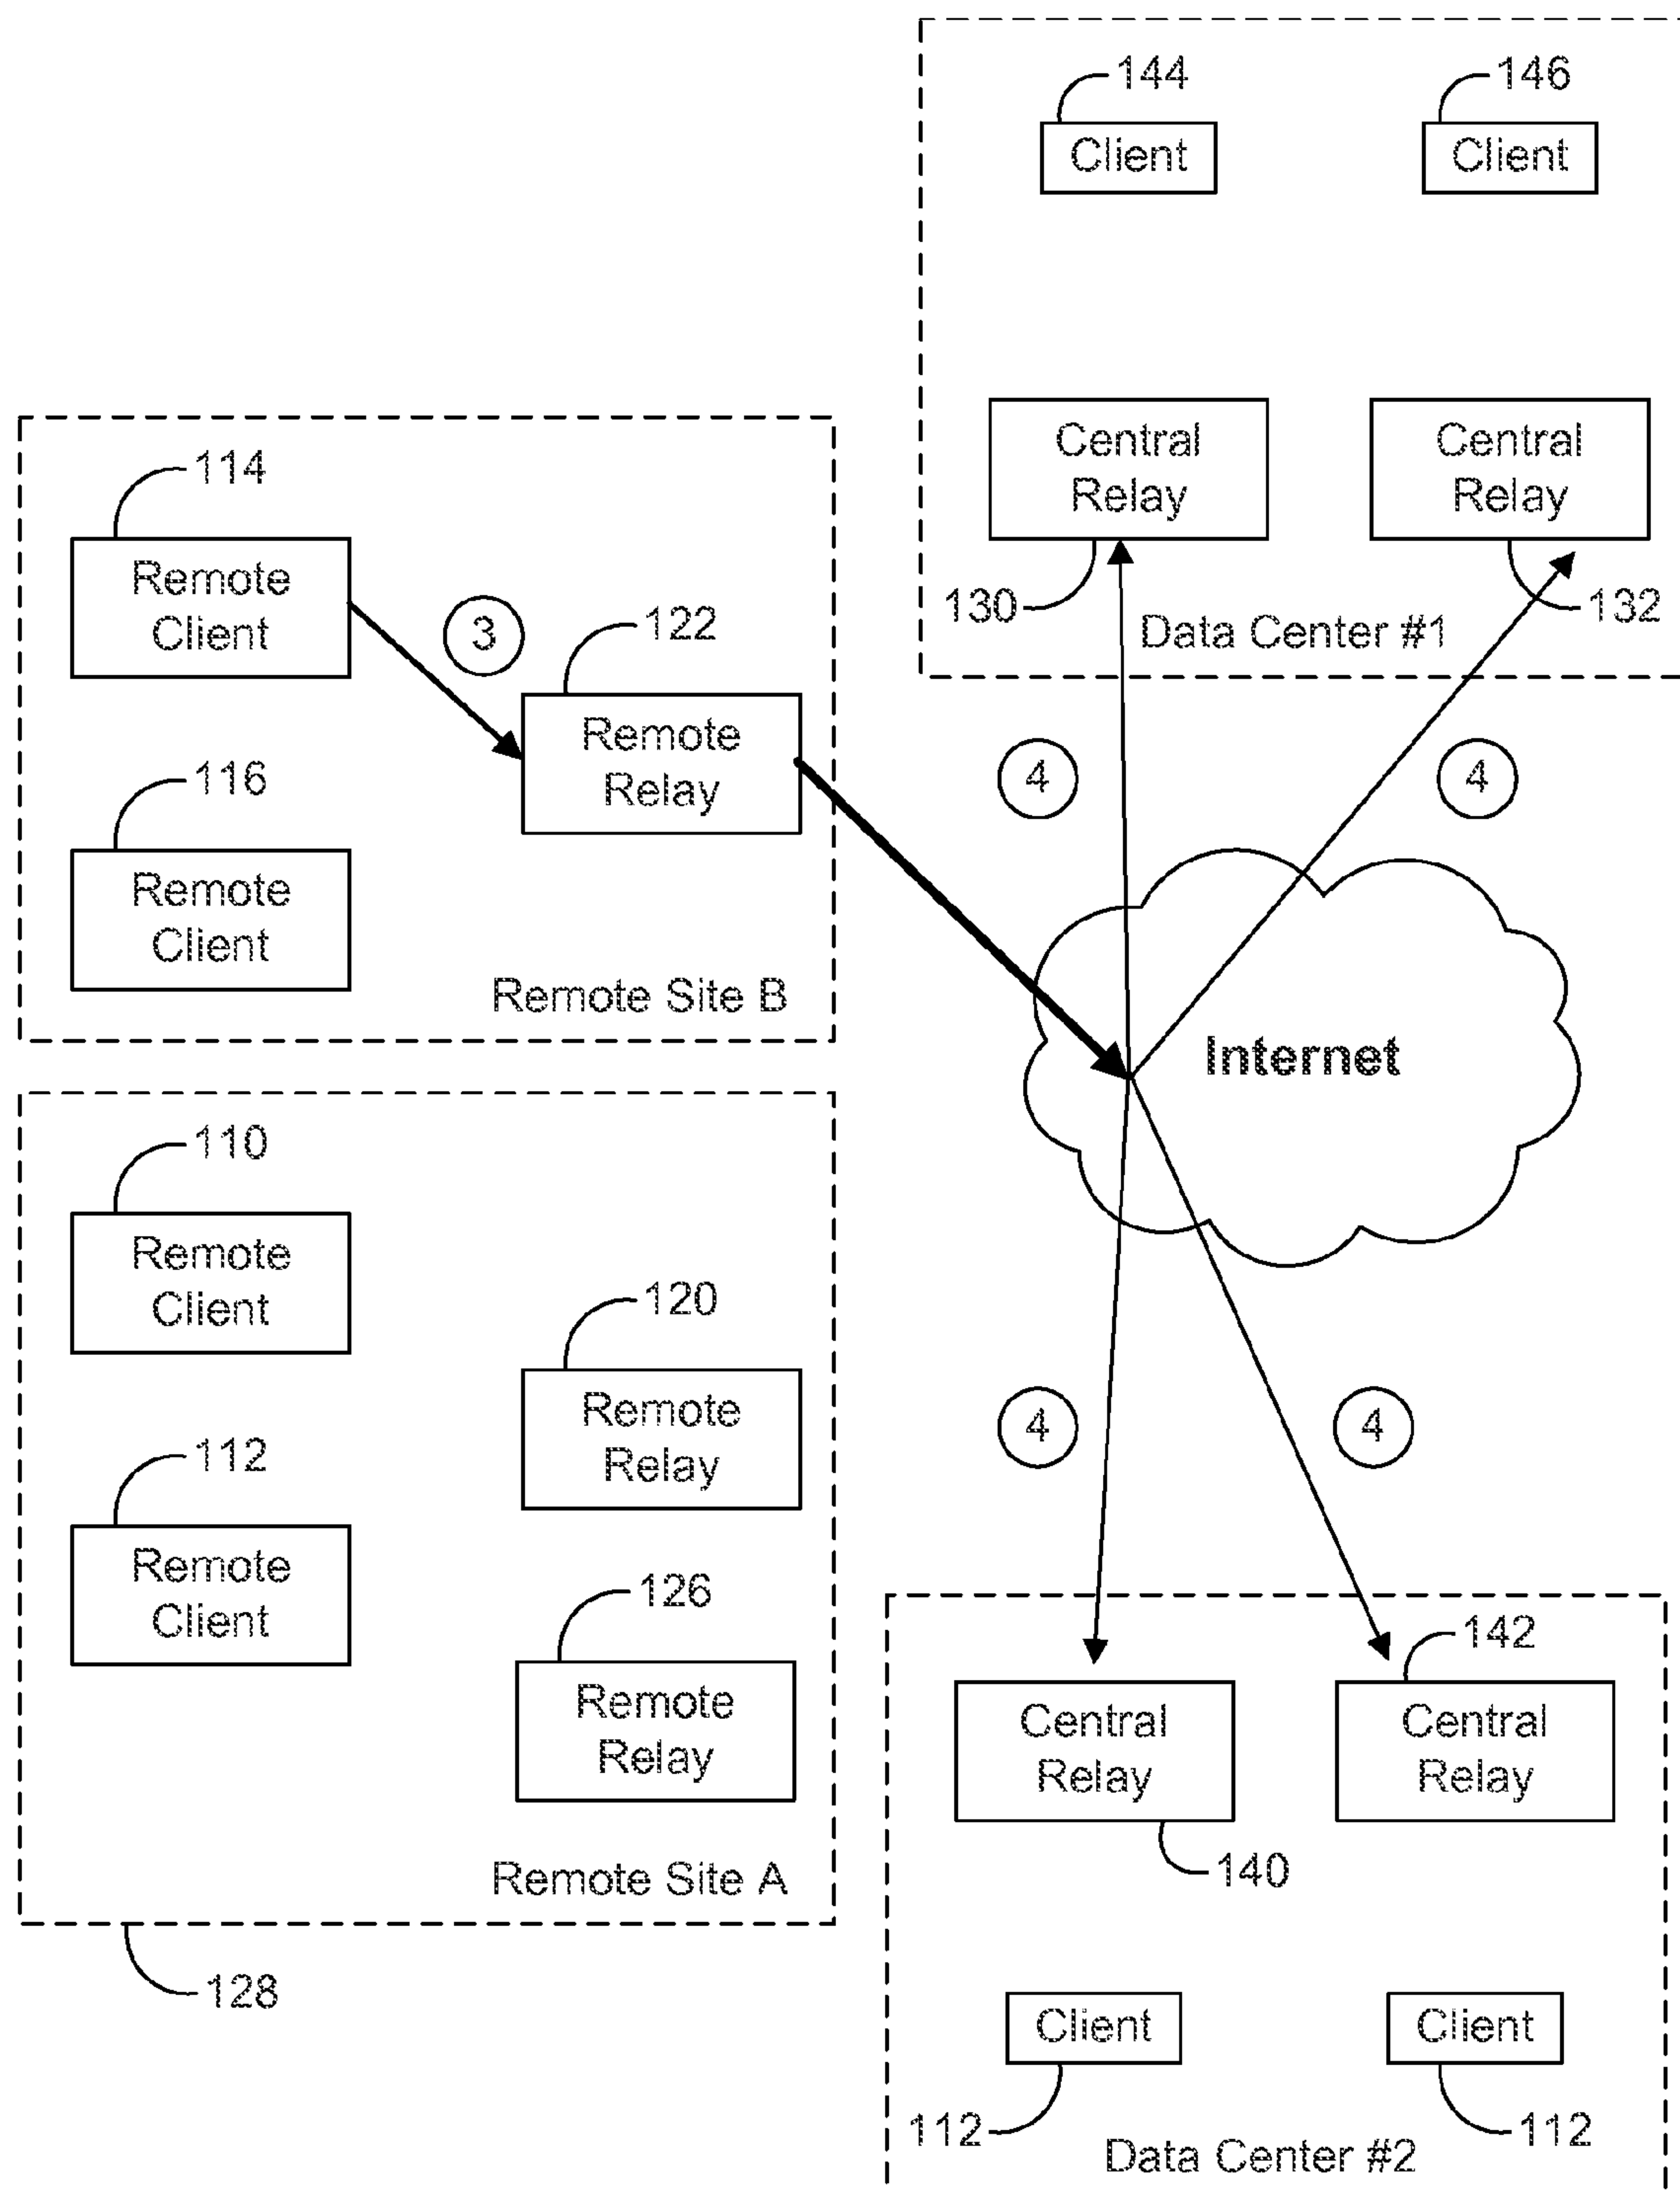 144
146
Client
Client
Central
Relay
Central
Relay
130
132
Data Center #1
114
Remote
Client
3
122
Remote
Relay
116
Remote
Client
Remote Site B
4
4
Internet
110
Remote
Client
120
Remote
Relay
112
Remote
Client
126
Remote
Relay
Remote Site A
128
4
4
142
Central
Relay
Central
Relay
140
Client
Client
112
112
Data Center #2